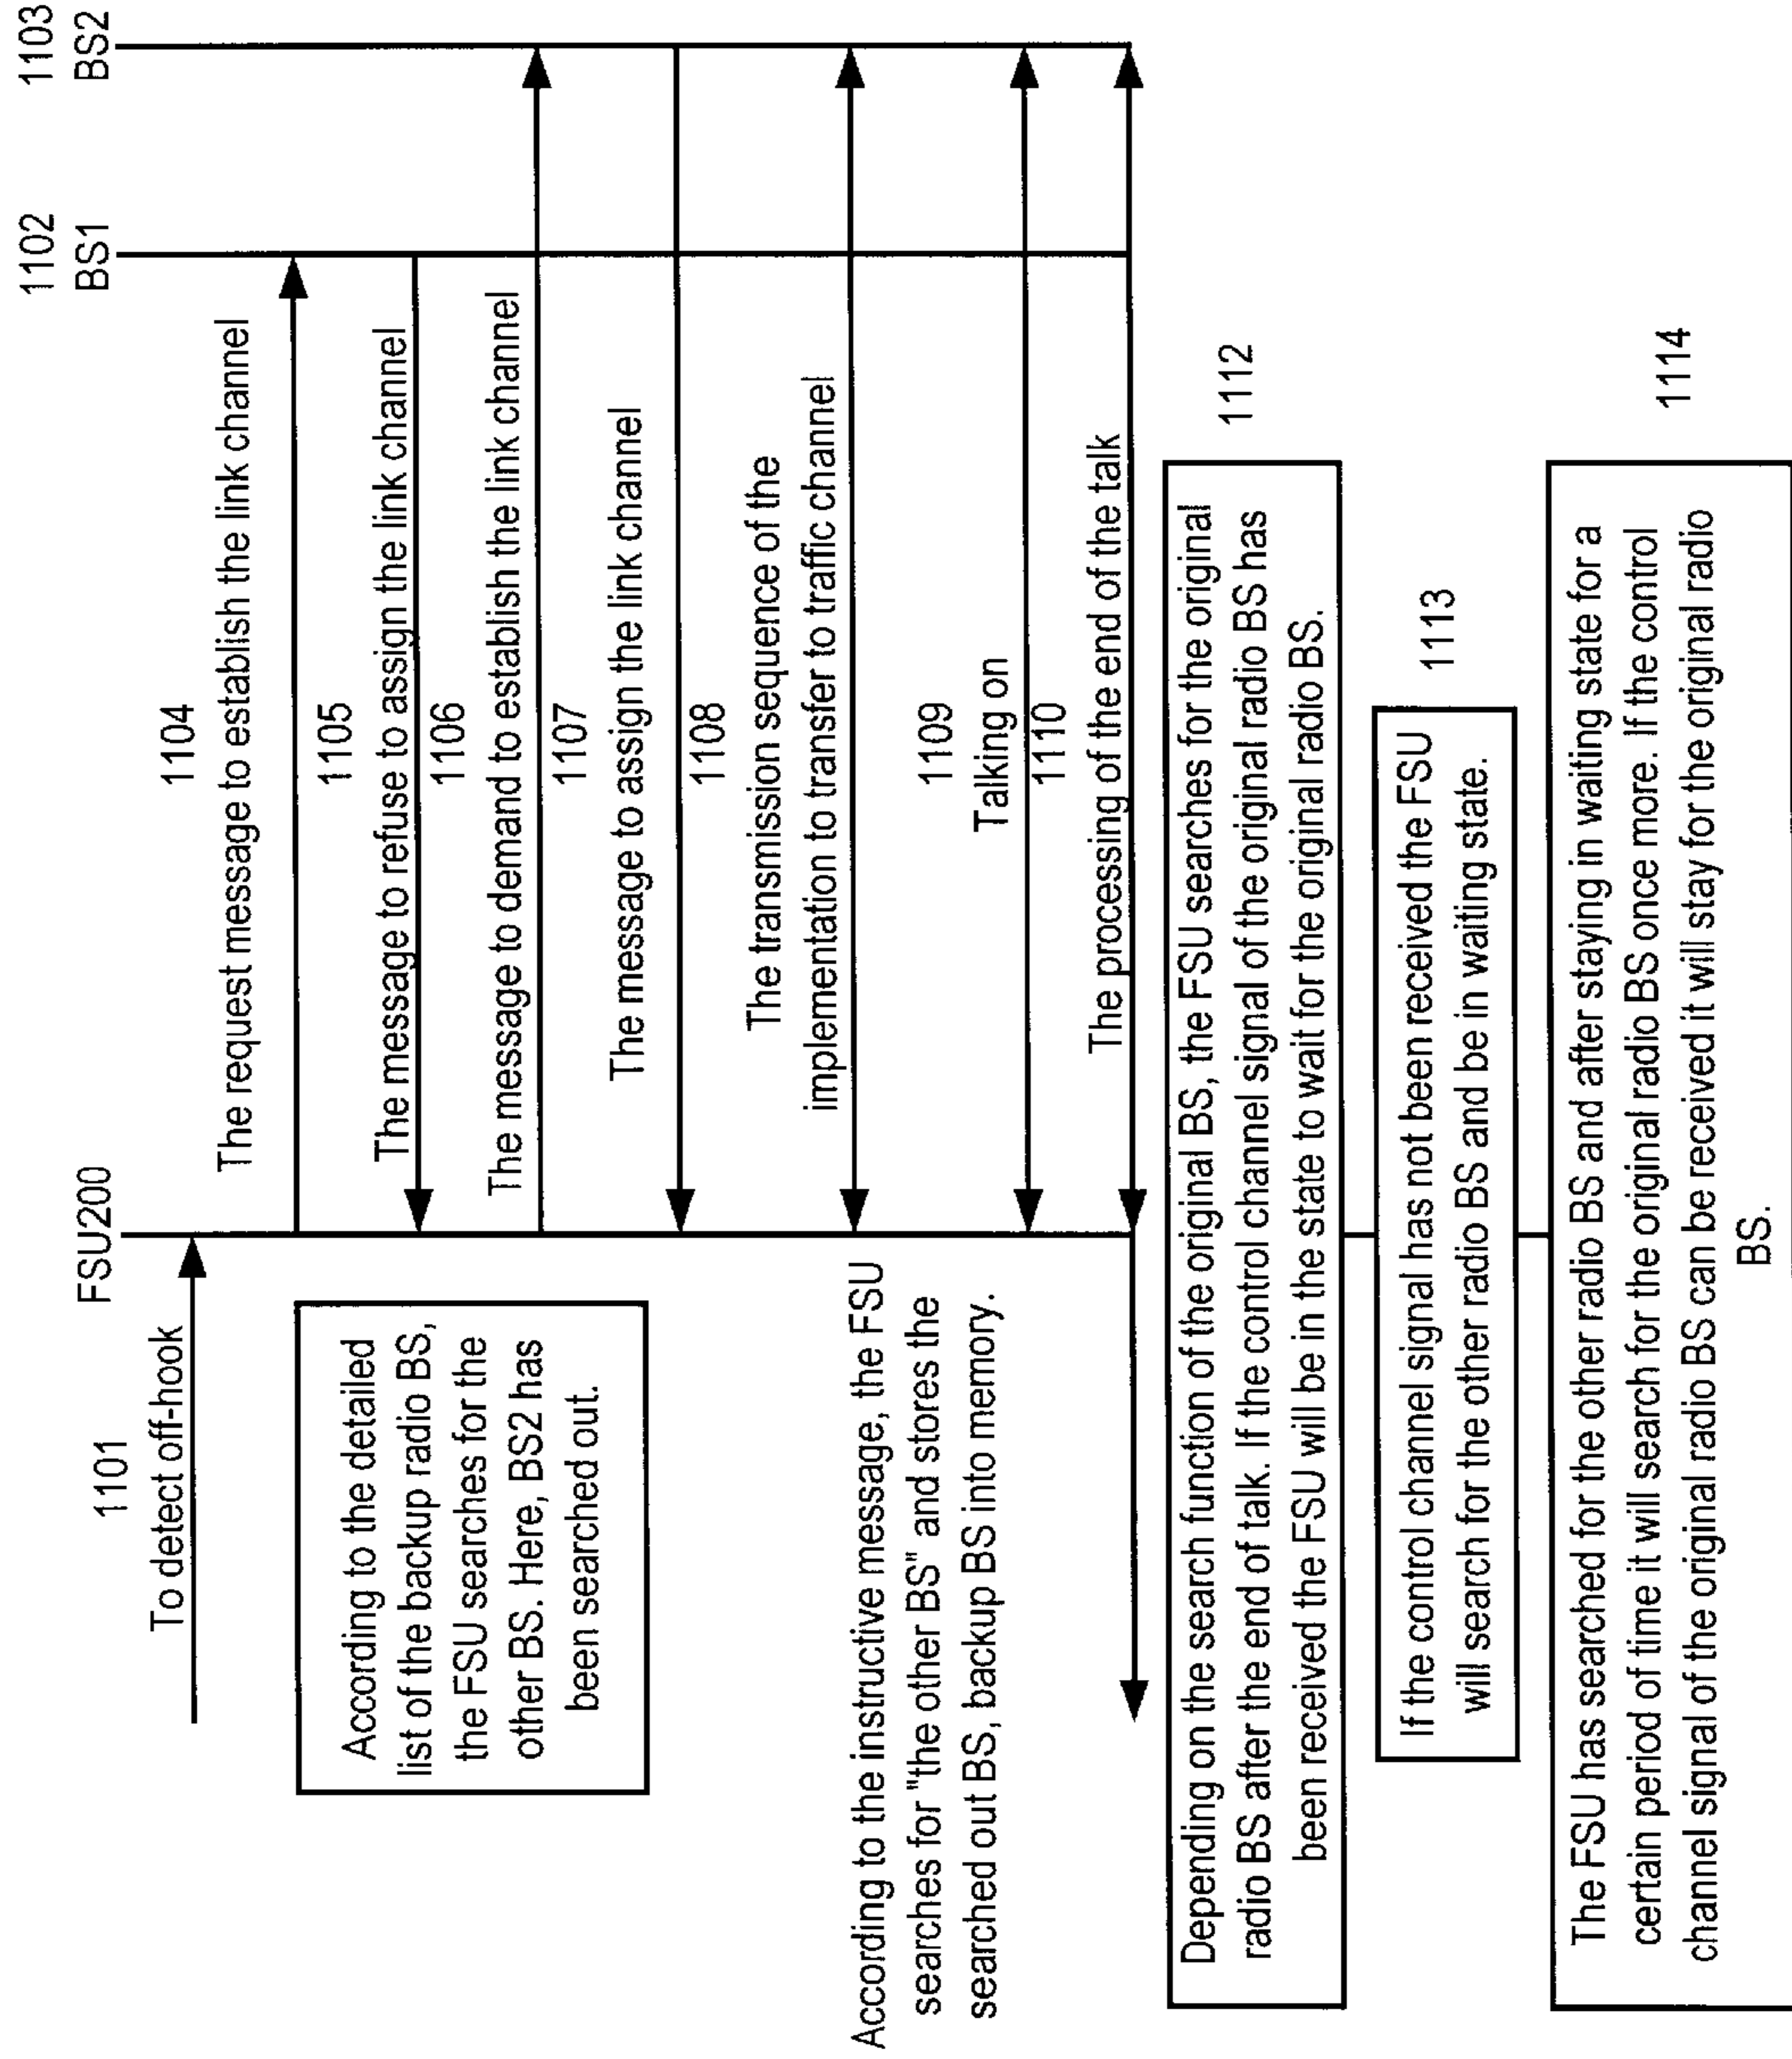 1101
To detect off-hook
FSU200
1102
BS1
1103
BS2
1104
The request message to establish the link channel
According to the detailed
list of the backup radio BS,
the FSU searches for the
other BS. Here, BS2 has
been searched out.
1105
The message to refuse to assign the link channel
1106
The message to demand to establish the link channel
1107
The message to assign the link channel
1108
The transmission sequence of the
implementation to transfer to traffic channel
According to the instructive message, the FSU
searches for "the other BS" and stores the
searched out BS, backup BS into memory.
1109
Talking on
1110
The processing of the end of the talk
1112
Depending on the search function of the original BS, the FSU searches for the original
radio BS after the end of talk. If the control channel signal of the original radio BS has
been received the FSU will be in the state to wait for the original radio BS.
1113
If the control channel signal has not been received the FSU
will search for the other radio BS and be in waiting state.
1114
The FSU has searched for the other radio BS and after staying in waiting state for a
certain period of time it will search for the original radio BS once more. If the control
channel signal of the original radio BS can be received it will stay for the original radio
BS.